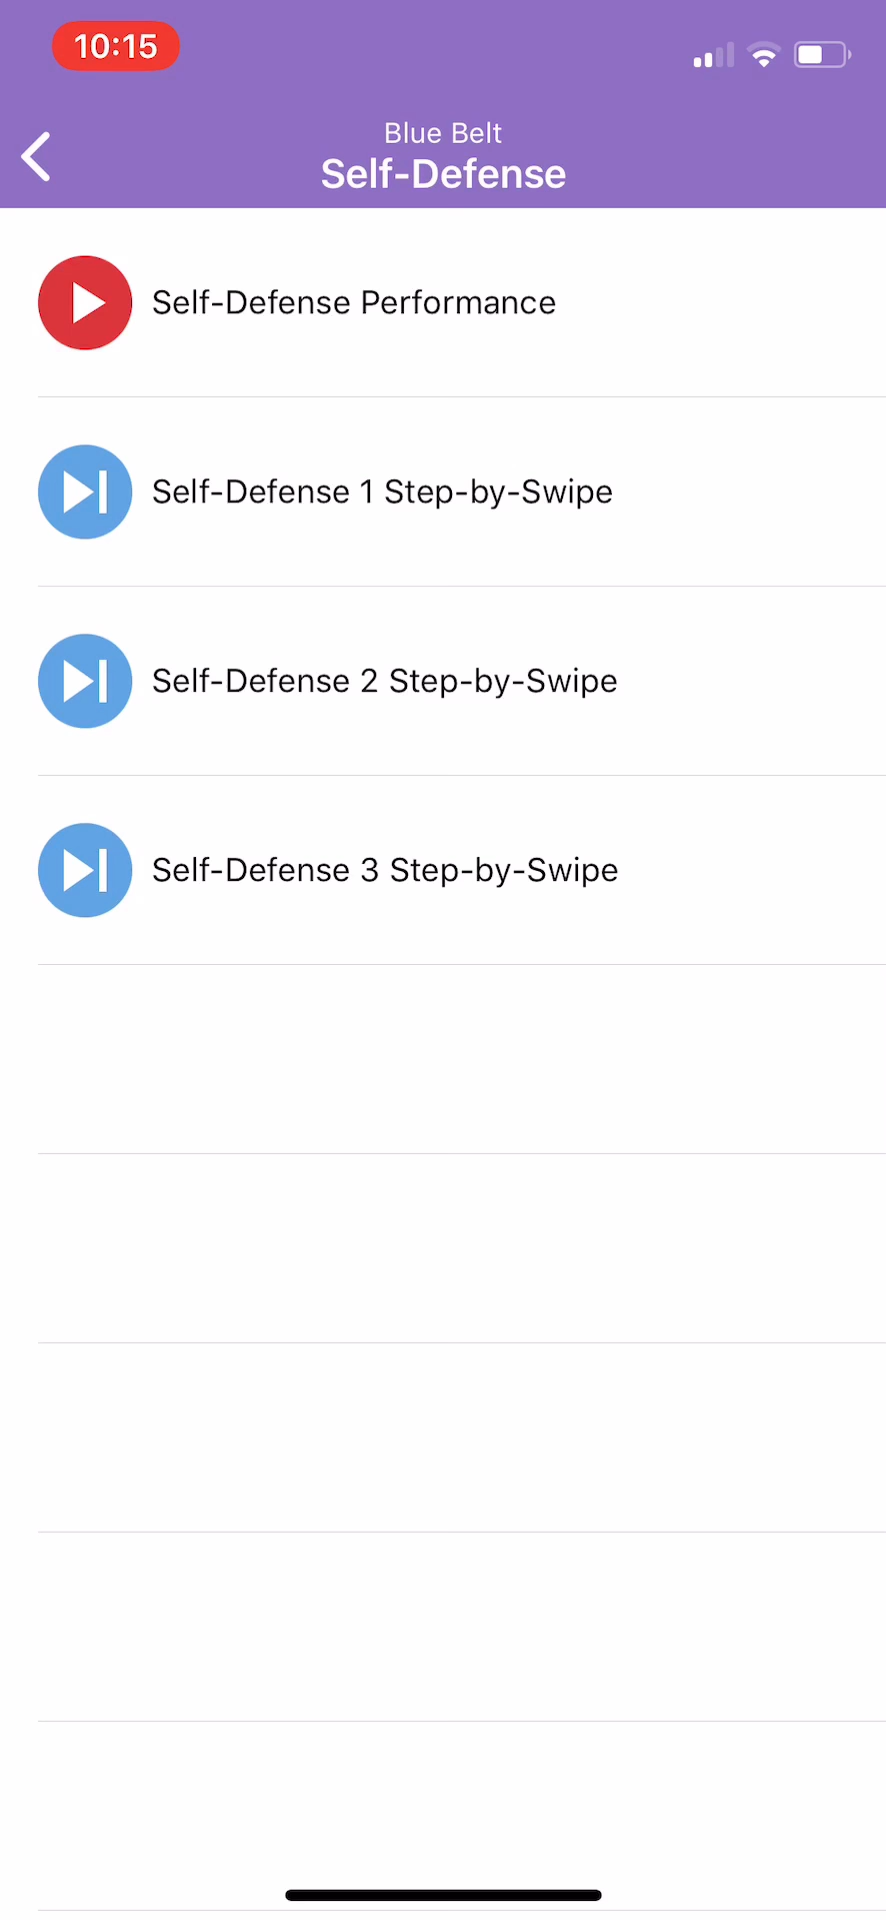 10:15
Blue Belt
Self-Defense
Self-Defense Performance
Self-Defense 1 Step-by-Swipe
Self-Defense 2 Step-by-Swipe
Self-Defense 3 Step-by-Swipe